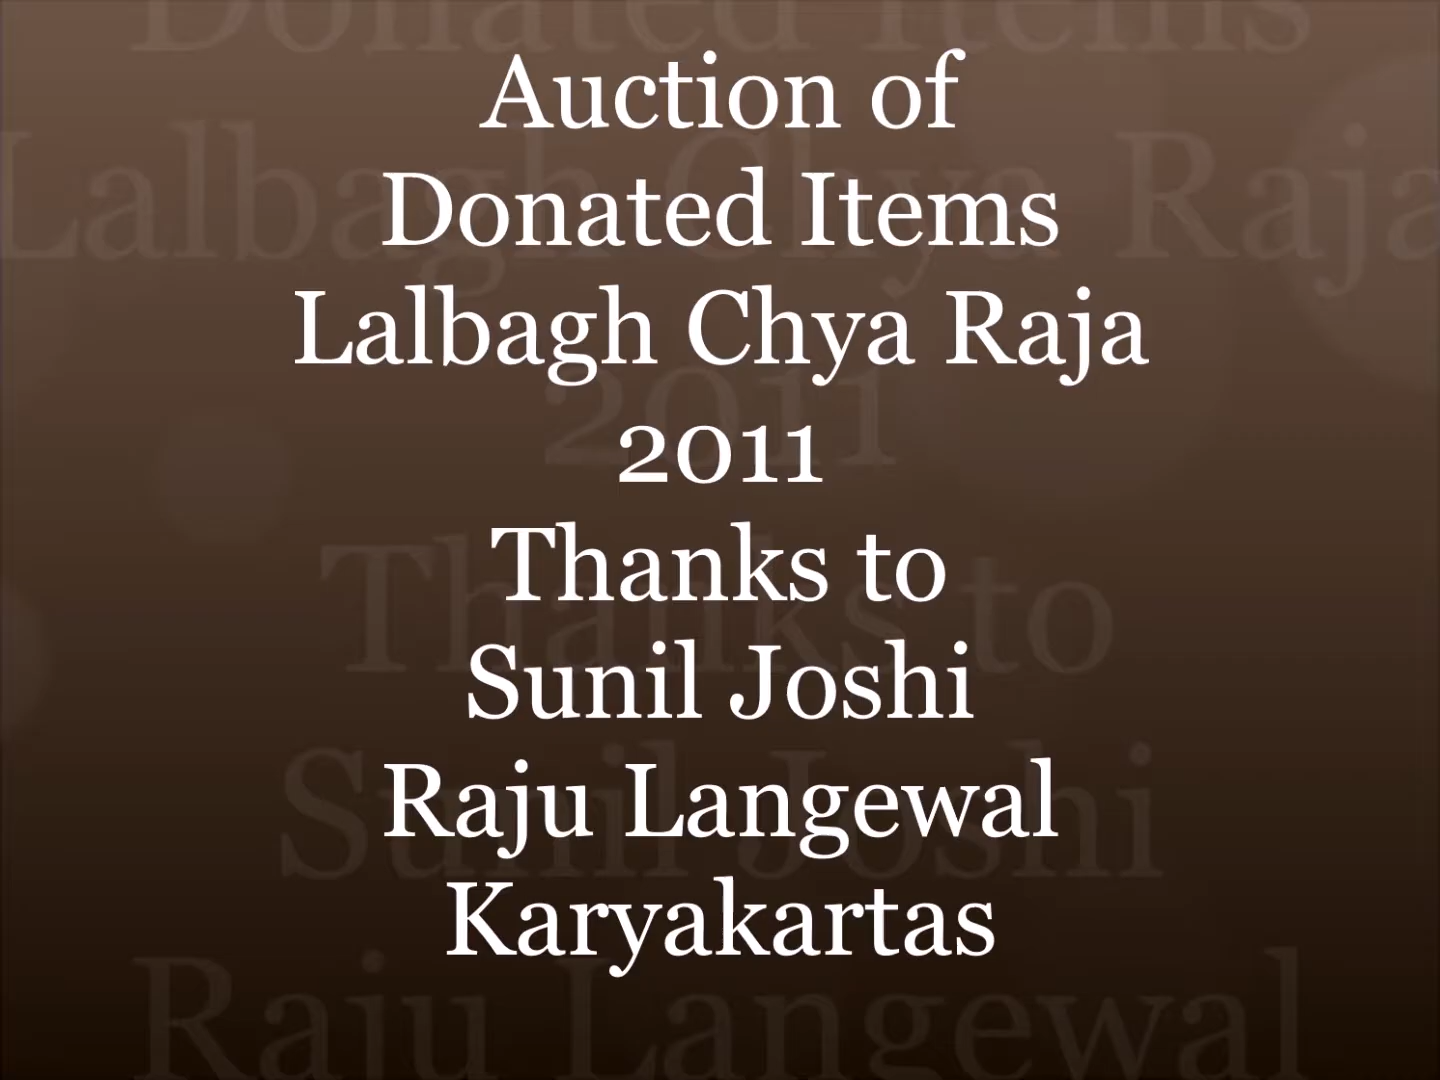 Auction of
Donated Items
Lalbagh Chya Raja
2011
Thanks to
Sunil Joshi
Raju Langewal
Karyakartas